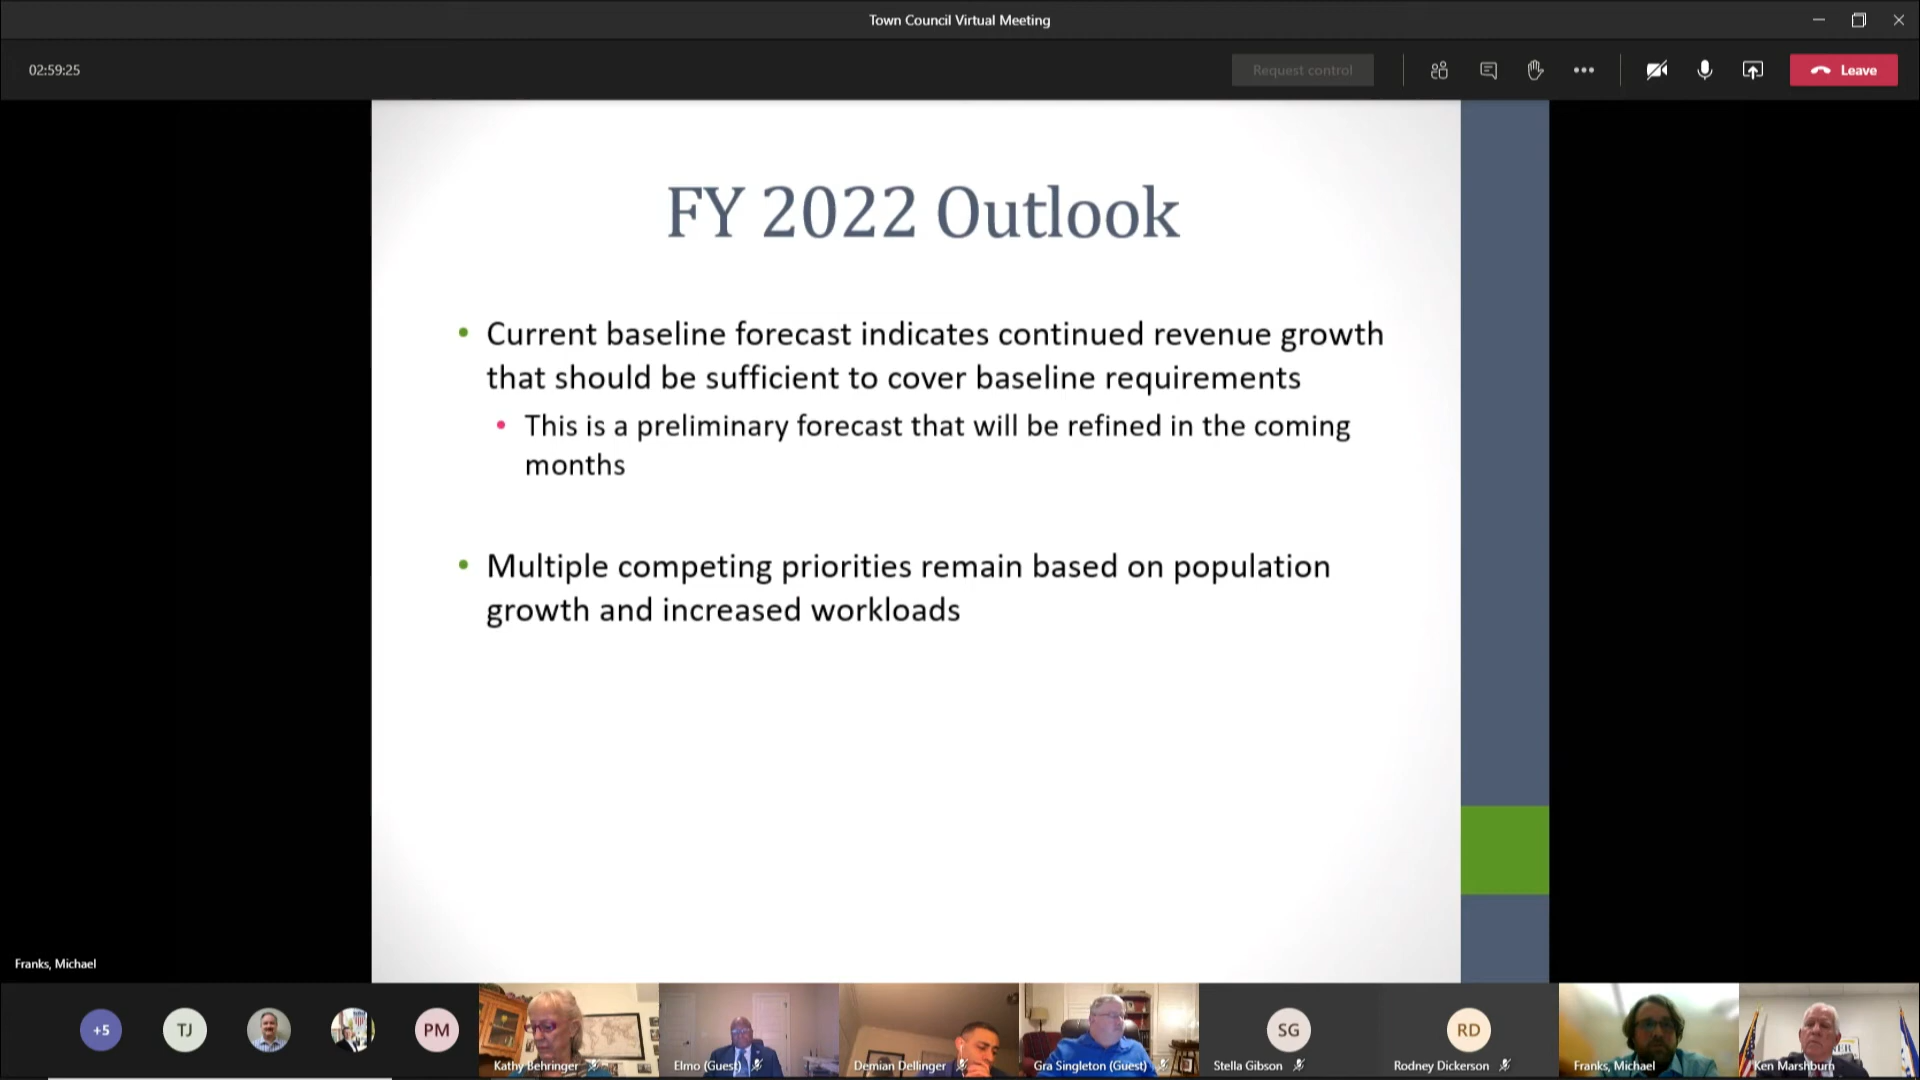 Town Council Virtual Meeting
02:59:25
Request control
Leave
FY 2022 Outlook
• Current baseline forecast indicates continued revenue growth
that should be sufficient to cover baseline requirements
• This is a preliminary forecast that will be refined in the coming
months
• Multiple competing priorities remain based on population
growth and increased workloads
Franks, Michael
+5
TJ
PM
SG
RD
Kathy Behringer
Elmo (Guest)
Demian Dellinger
Gra Singleton (Guest)
Stella Gibson
Rodney Dickerson
Franks, Michael
Ken Marshburn